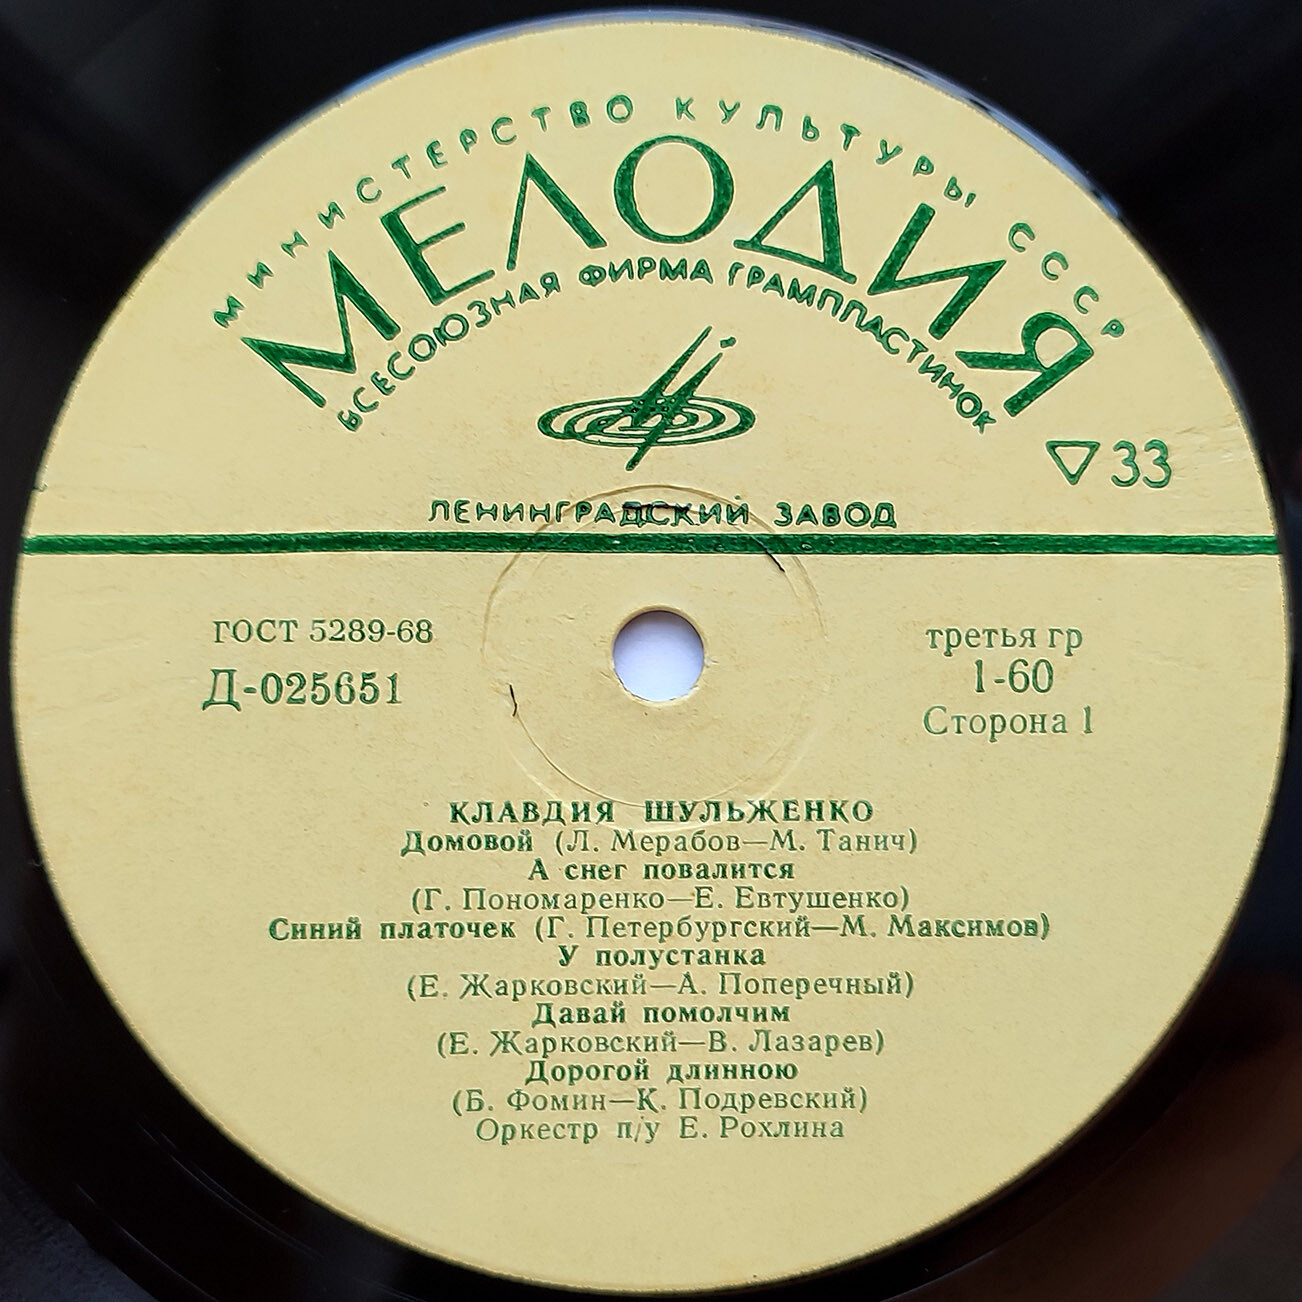 МИНИСТЕРСТВО КУЛЬТУРЫ СССР
МЕЛОДИЯ
ВСЕСОЮЗНАЯ ФИРМА ГРАМПЛАСТИНОК
33
ЛЕНИНГРАДСКИЙ ЗАВОД
ГОСТ 5289-68
Д-025651
третья гр
1-60
Сторона 1
КЛАВДИЯ ШУЛЬЖЕНКО
Домовой (Л. Мерабов—М. Танич)
А снег повалится
(Г. Пономаренко—Е. Евтушенко)
Синий платочек (Г. Петербургский—М. Максимов)
У полустанка
(Е. Жарковский—А. Поперечный)
Давай помолчим
(Е. Жарковский—В. Лазарев)
Дорогой длинною
(Б. Фомин—К. Подревский)
Оркестр п/у Е. Рохлина